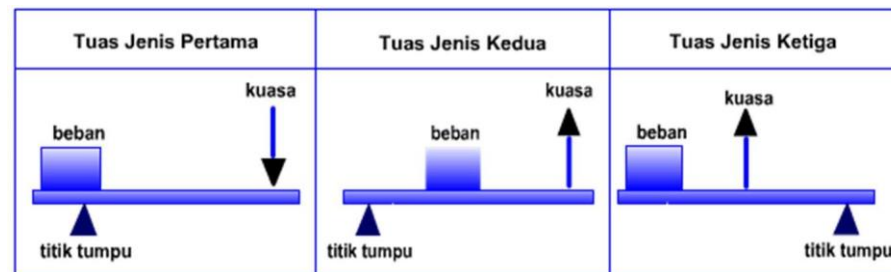 Tuas Jenis Pertama
Tuas Jenis Kedua
Tuas Jenis Ketiga
kuasa
beban
titik tumpu
kuasa
beban
titik tumpu
kuasa
beban
titik tumpu